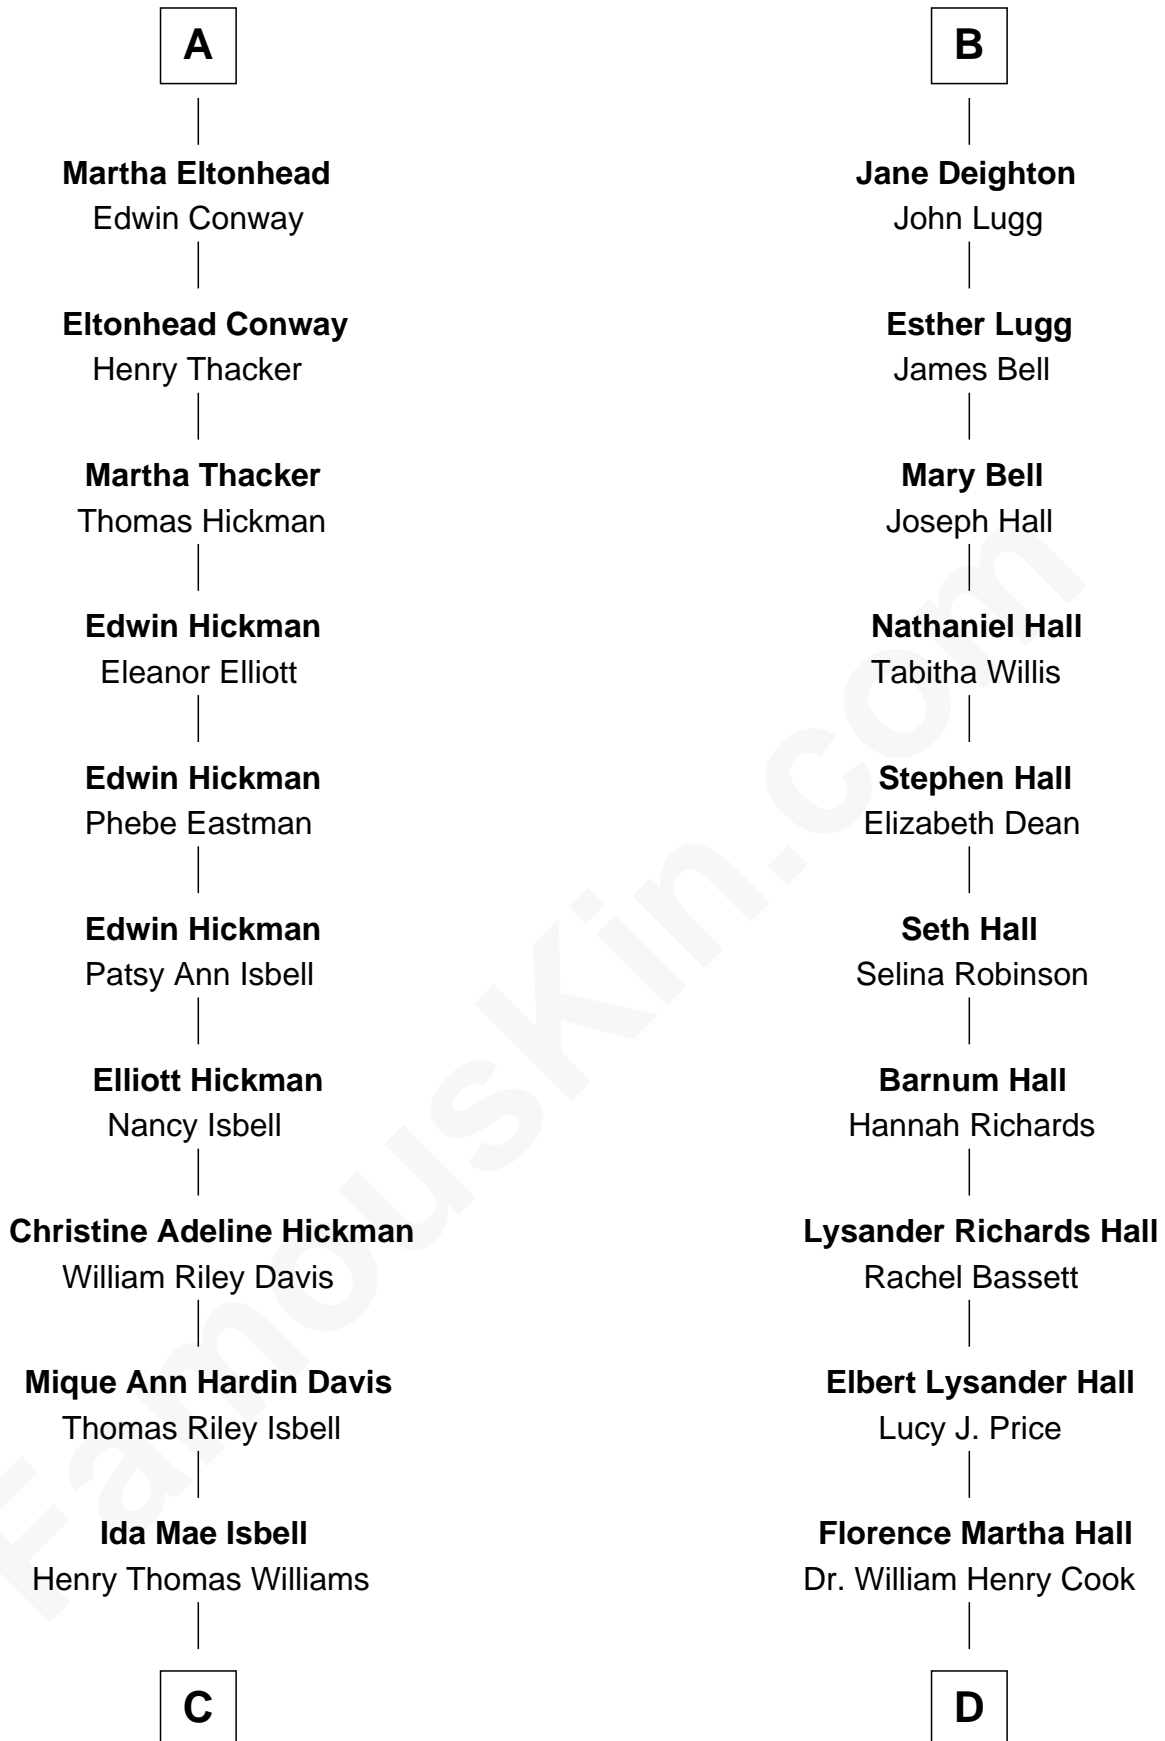 A
Martha Eltonhead
Edwin Conway
Eltonhead Conway
Henry Thacker
Martha Thacker
Thomas Hickman
Edwin Hickman
Eleanor Elliott
Edwin Hickman
Phebe Eastman
Edwin Hickman
Patsy Ann Isbell
Elliott Hickman
Nancy Isbell
Christine Adeline Hickman
William Riley Davis
Mique Ann Hardin Davis
Thomas Riley Isbell
Ida Mae Isbell
Henry Thomas Williams
C
B
Jane Deighton
John Lugg
Esther Lugg
James Bell
Mary Bell
Joseph Hall
Nathaniel Hall
Tabitha Willis
Stephen Hall
Elizabeth Dean
Seth Hall
Selina Robinson
Barnum Hall
Hannah Richards
Lysander Richards Hall
Rachel Bassett
Elbert Lysander Hall
Lucy J. Price
Florence Martha Hall
Dr. William Henry Cook
D
FamousKin.com